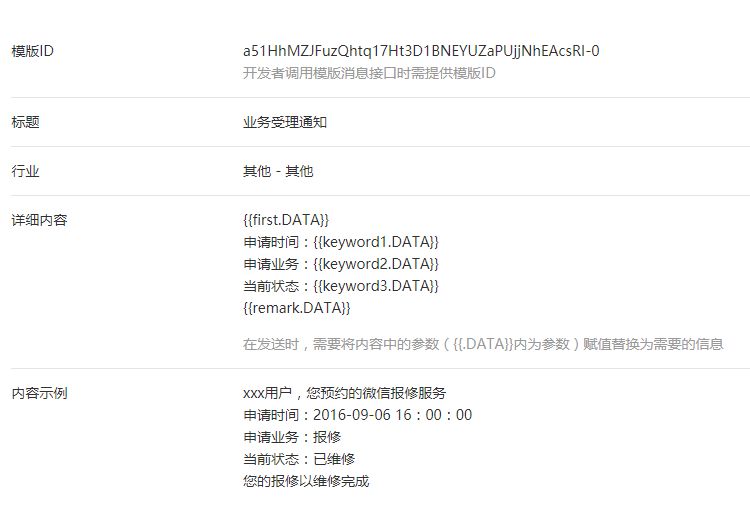 模版ID
a51HhMZJFuzQhtq17Ht3D1BNEYUZaPUjjNhEAcsRI-0
开发者调用模版消息接口时需提供模版ID
标题
业务受理通知
行业
其他 - 其他
详细内容
{{first.DATA}}
申请时间：{{keyword1.DATA}}
申请业务：{{keyword2.DATA}}
当前状态：{{keyword3.DATA}}
{{remark.DATA}}
在发送时，需要将内容中的参数（{{.DATA}}内为参数）赋值替换为需要的信息
内容示例
xxx用户，您预约的微信报修服务
申请时间：2016-09-06 16：00：00
申请业务：报修
当前状态：已维修
您的报修以维修完成